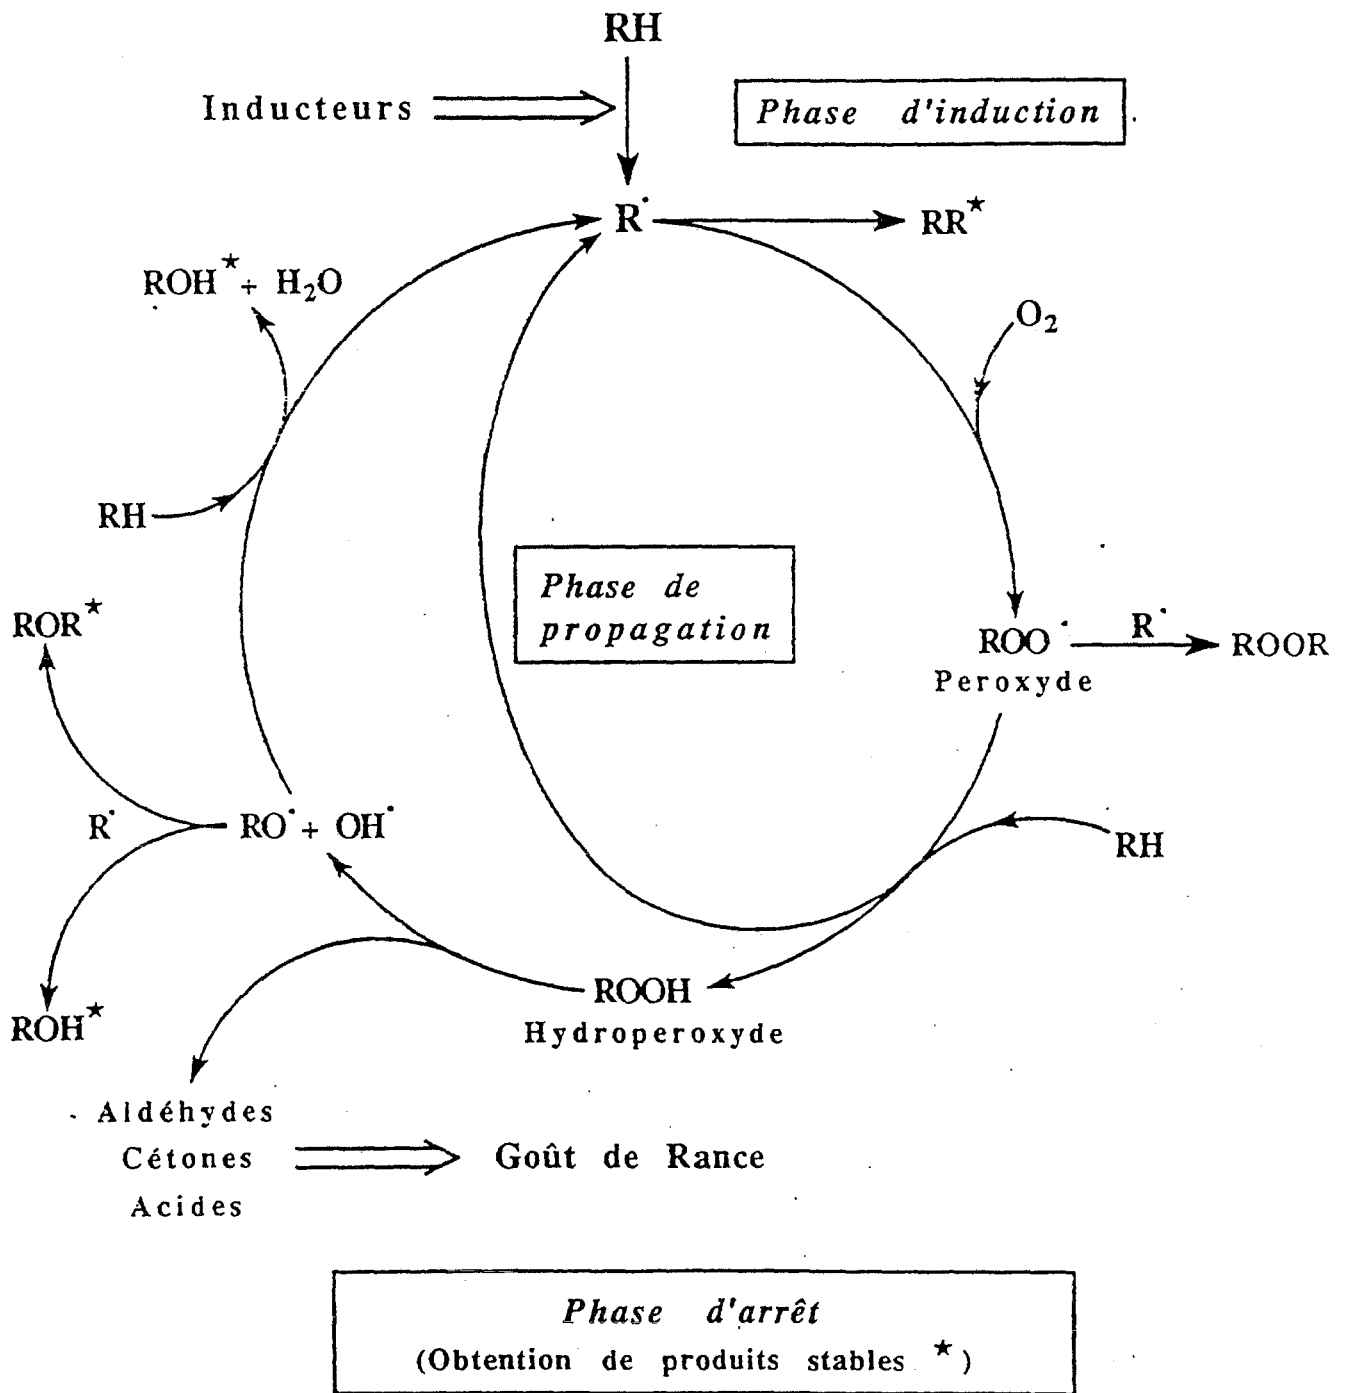 RH
Inducteurs
Phase d'induction
R˙
RR★
ROH★ + H₂O
O₂
RH
Phase de
propagation
ROR★
ROO˙
R˙
ROOR
Peroxyde
R˙
RO˙ + OH˙
RH
ROOH
Hydroperoxyde
ROH★
Aldéhydes
Cétones
Acides
Goût de Rance
Phase d'arrêt
(Obtention de produits stables ★)